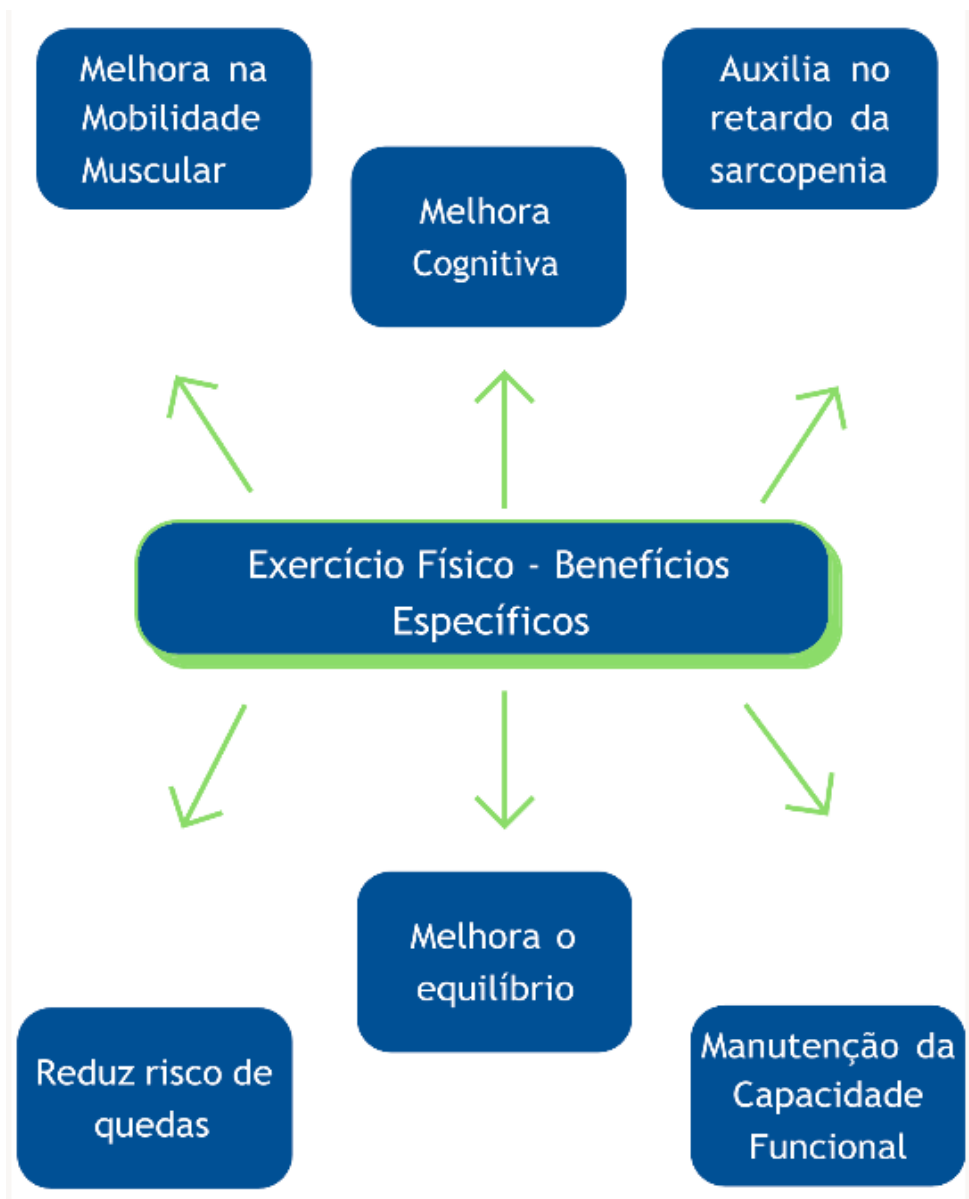 Melhora na
Mobilidade
Muscular
Auxilia no
retardo da
sarcopenia
Melhora
Cognitiva
Exercício Físico - Benefícios
Específicos
Melhora o
equilíbrio
Reduz risco de
quedas
Manutenção da
Capacidade
Funcional